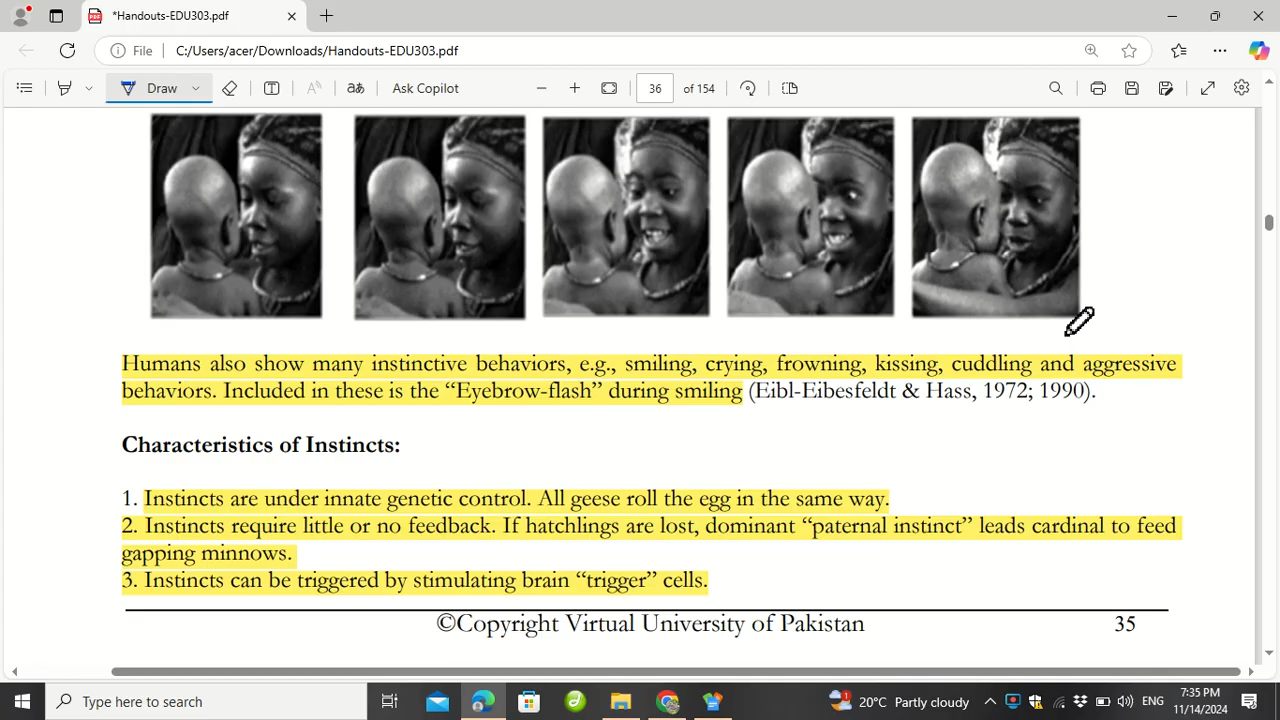 *Handouts-EDU303.pdf
File C:/Users/acer/Downloads/Handouts-EDU303.pdf
Draw Ask Copilot 36 of 154
Humans also show many instinctive behaviors, e.g., smiling, crying, frowning, kissing, cuddling and aggressive
behaviors. Included in these is the “Eyebrow-flash” during smiling (Eibl-Eibesfeldt & Hass, 1972; 1990).
Characteristics of Instincts:
1. Instincts are under innate genetic control. All geese roll the egg in the same way.
2. Instincts require little or no feedback. If hatchlings are lost, dominant “paternal instinct” leads cardinal to feed
gapping minnows.
3. Instincts can be triggered by stimulating brain “trigger” cells.
©Copyright Virtual University of Pakistan 35
Type here to search 1 20°C Partly cloudy ENG 7:35 PM
11/14/2024